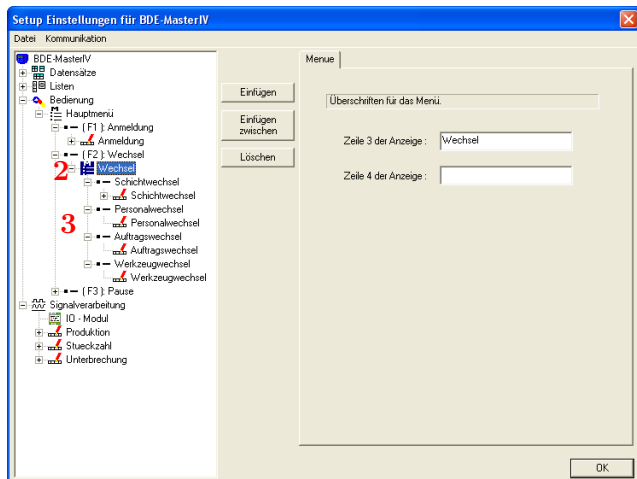 Setup Einstellungen für BDE-MasterIV
Datei Kommunikation
BDE-MasterIV
Datensätze
Listen
Bedienung
Hauptmenü
( F1 ): Anmeldung
Anmeldung
( F2 ): Wechsel
2 Wechsel
Schichtwechsel
Schichtwechsel
Personalwechsel
3 Personalwechsel
Auftragswechsel
Auftragswechsel
Werkzeugwechsel
Werkzeugwechsel
( F3 ): Pause
Signalverarbeitung
IO - Modul
Produktion
Stueckzahl
Unterbrechung
Einfügen
Einfügen
zwischen
Löschen
Menue
Überschriften für das Menü.
Zeile 3 der Anzeige : Wechsel
Zeile 4 der Anzeige :
OK